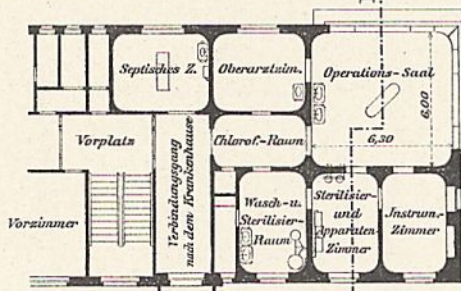 Septisches Z.
Oberarztzim.
Operations-Saal
6,00
6,30
Vorplatz
Verbindungsgang
nach dem Krankenhause
Chlorof.-Raum
Vorzimmer
Wasch-u.
Sterilisier-
Raum
Sterilisier-
und
Apparaten-
Zimmer
Instrum.-
Zimmer